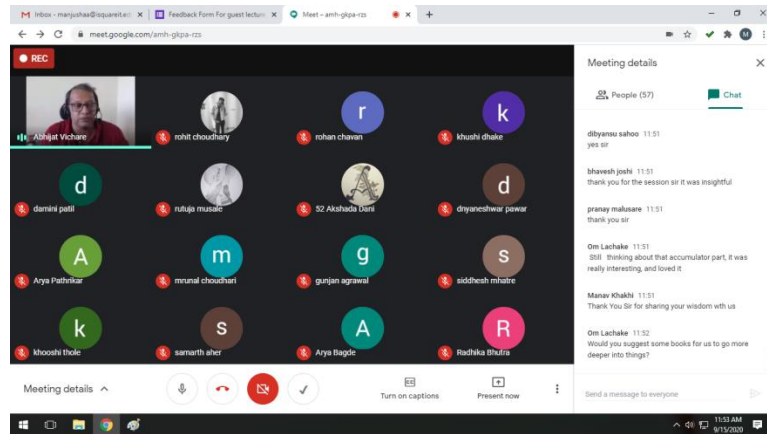 Inbox - manjushaa@isquareit.ed
Feedback Form For guest lecture
Meet – amh-gkpa-rzs
meet.google.com/amh-gkpa-rzs
M
REC
Abhijat Vichare
rohit choudhary
r
rohan chavan
k
khushi dhake
d
damini patil
rutuja musale
52 Akshada Dani
d
dnyaneshwar pawar
A
Arya Pathrikar
m
mrunal choudhari
g
gunjan agrawal
s
siddhesh mhatre
k
khooshi thole
s
samarth aher
A
Arya Bagde
R
Radhika Bhutra
Meeting details
People (57)
Chat
dibyansu sahoo 11:51
yes sir
bhavesh joshi 11:51
thank you for the session sir it was insightful
pranay malusare 11:51
thank you sir
Om Lachake 11:51
Still thinking about that accumulator part, it was
really interesting, and loved it
Manav Khakhi 11:51
Thank You Sir for sharing your wisdom wth us
Om Lachake 11:52
Would you suggest some books for us to go more
deeper into things?
Send a message to everyone
Meeting details
Turn on captions
Present now
11:53 AM
9/15/2020